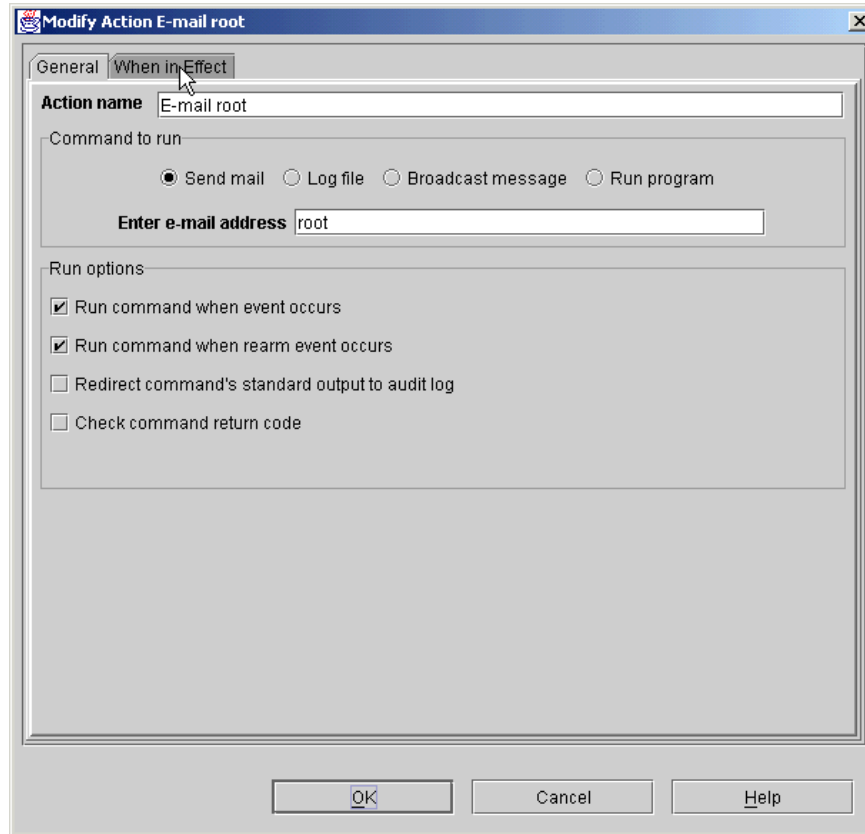 Modify Action E-mail root
General When in Effect
Action name E-mail root
Command to run
Send mail Log file Broadcast message Run program
Enter e-mail address root
Run options
Run command when event occurs
Run command when rearm event occurs
Redirect command's standard output to audit log
Check command return code
OK Cancel Help